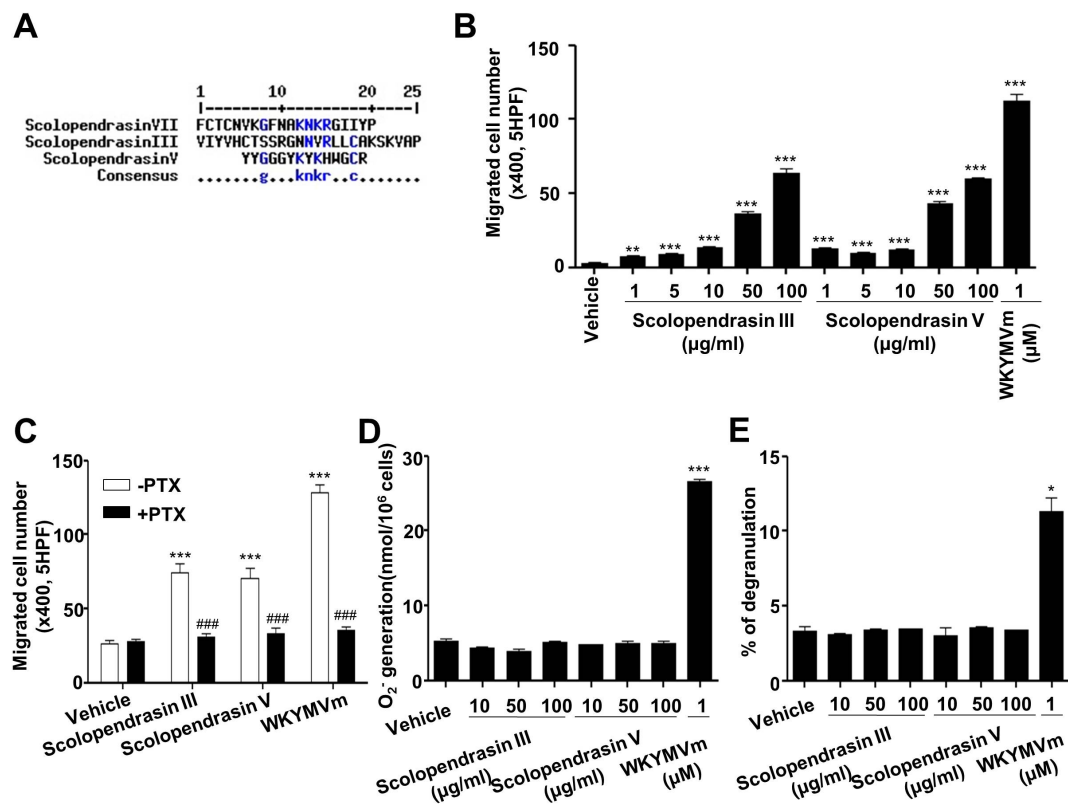 A
1 10 20 25
|--------+---------+----|
ScolopendrasinVII FCTCNVKGFNAKNKRGIIYP
ScolopendrasinIII VIYVHCTSSRGNNVRLLCAKSKVAP
ScolopendrasinV YYGGGYKYKHWGCR
Consensus .......g...knkr..c.......
B
Migrated cell number
(x400, 5HPF)
150
100
50
0
** *** *** *** *** *** *** *** *** *** ***
Vehicle 1 5 10 50 100 1 5 10 50 100 1
Scolopendrasin III Scolopendrasin V
(µg/ml) (µg/ml)
WKYMVm
(µM)
C
Migrated cell number
(x400, 5HPF)
150
100
50
0
-PTX
+PTX
*** ### *** ### *** ###
Vehicle
Scolopendrasin III
Scolopendrasin V
WKYMVm
D
O2- generation(nmol/10⁶ cells)
30
20
10
0
***
Vehicle 10 50 100 10 50 100 1
Scolopendrasin III
(µg/ml)
Scolopendrasin V
(µg/ml)
WKYMVm
(µM)
E
% of degranulation
15
10
5
0
*
Vehicle 10 50 100 10 50 100 1
Scolopendrasin III
(µg/ml)
Scolopendrasin V
(µg/ml)
WKYMVm
(µM)